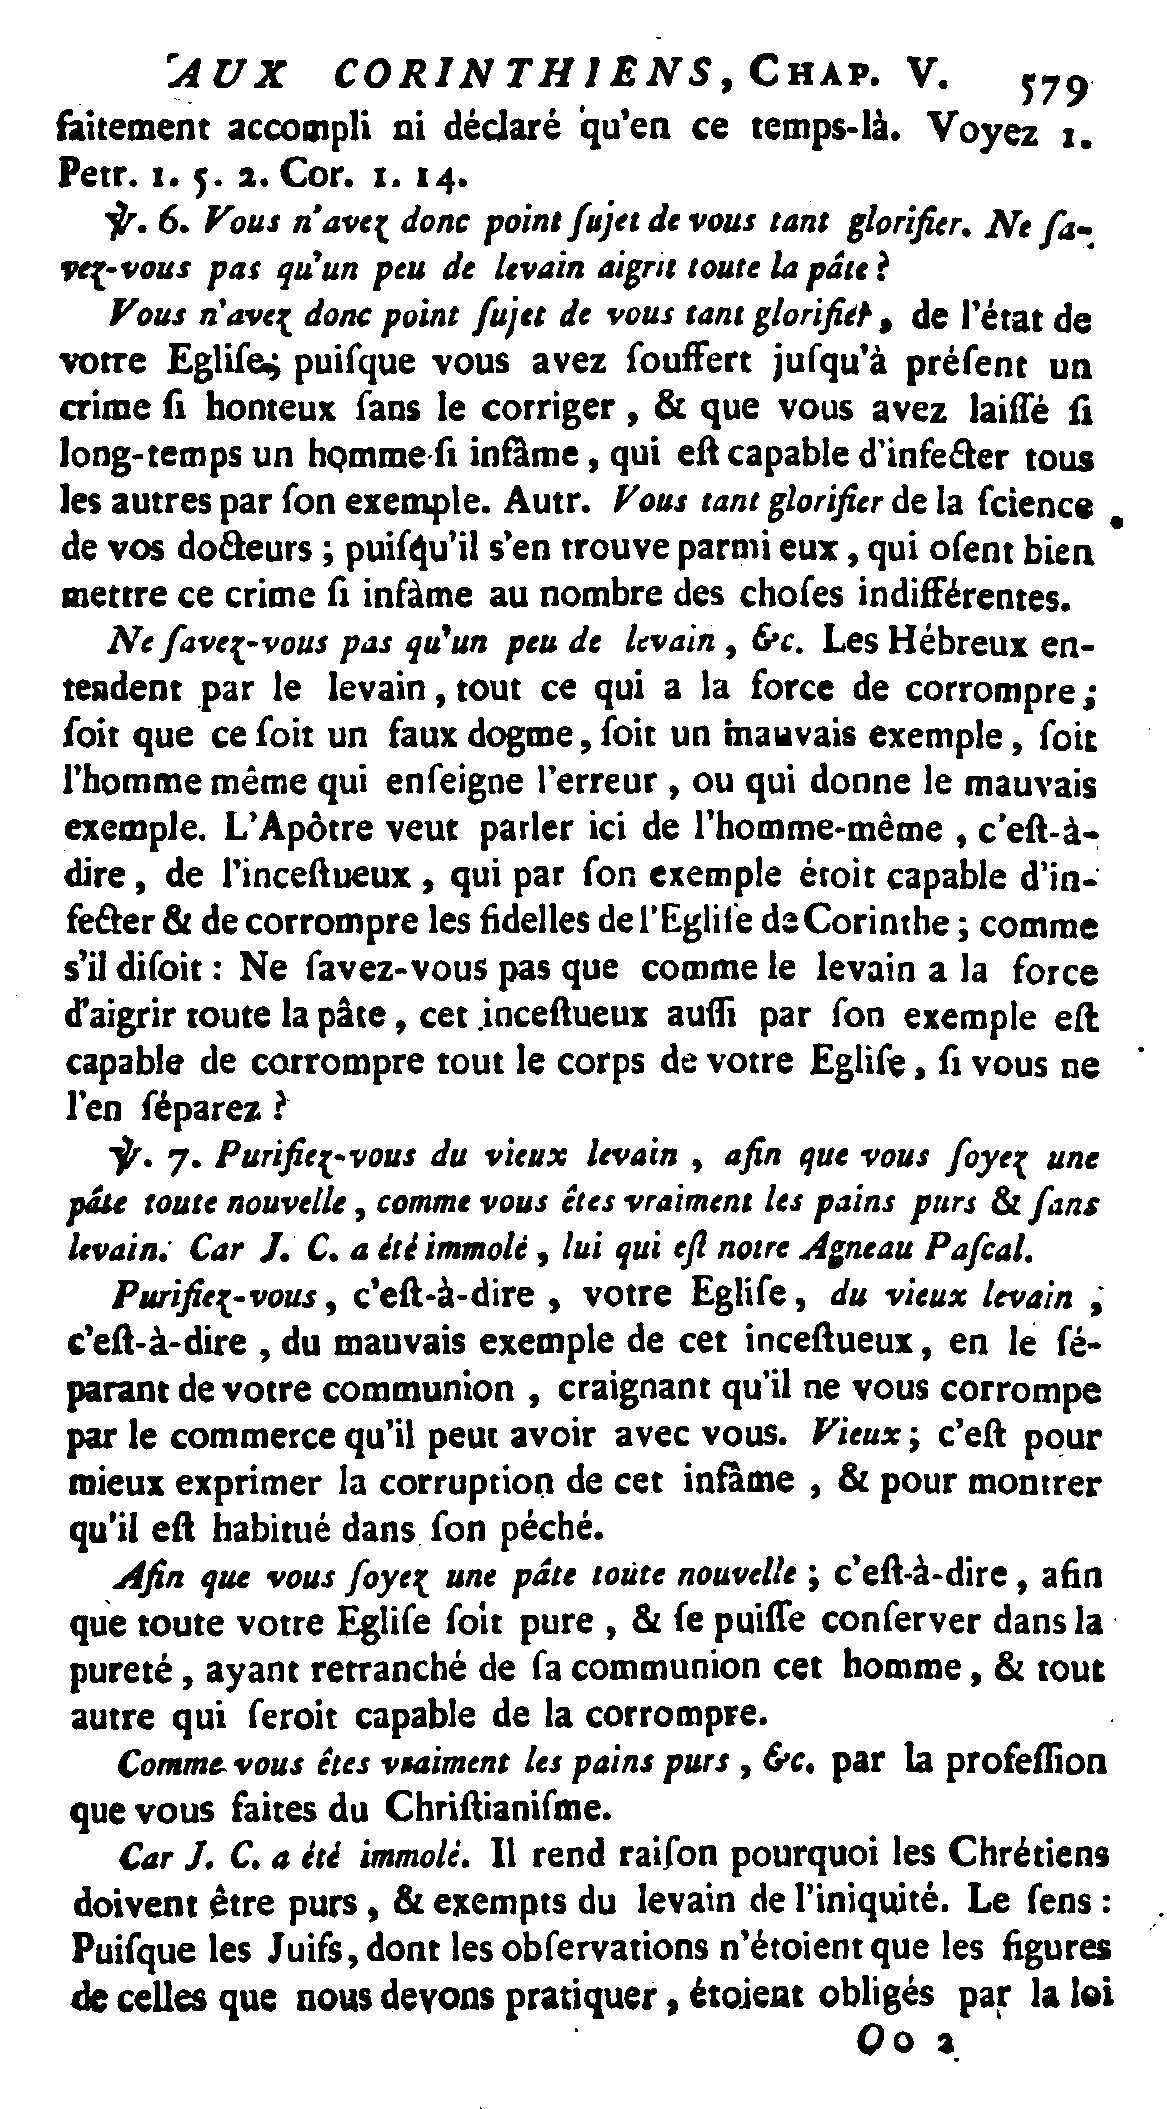 AUX CORINTHIENS, CHAP. V. 579
faitement accompli ni déclaré qu'en ce temps-là. Voyez 1.
Petr. 1. 5. 2. Cor. 1. 14.
℣. 6. Vous n'avez donc point ſujet de vous tant glorifier. Ne ſa-
vez-vous pas qu'un peu de levain aigrit toute la pâte ?
Vous n'avez donc point ſujet de vous tant glorifier, de l'état de
votre Egliſe; puiſque vous avez ſouffert juſqu'à préſent un
crime ſi honteux ſans le corriger, & que vous avez laiſſé ſi
long-temps un homme ſi infâme, qui eſt capable d'infecter tous
les autres par ſon exemple. Autr. Vous tant glorifier de la ſcience
de vos docteurs ; puiſqu'il s'en trouve parmi eux, qui oſent bien
mettre ce crime ſi infàme au nombre des choſes indifférentes.
Ne ſavez-vous pas qu'un peu de levain, &c. Les Hébreux en-
tendent par le levain, tout ce qui a la force de corrompre;
ſoit que ce ſoit un faux dogme, ſoit un mauvais exemple, ſoit
l'homme même qui enſeigne l'erreur, ou qui donne le mauvais
exemple. L'Apôtre veut parler ici de l'homme-même, c'eſt-à-
dire, de l'inceſtueux, qui par ſon exemple étoit capable d'in-
fecter & de corrompre les fidelles de l'Egliſe de Corinthe ; comme
s'il diſoit : Ne ſavez-vous pas que comme le levain a la force
d'aigrir toute la pâte, cet inceſtueux auſſi par ſon exemple eſt
capable de corrompre tout le corps de votre Egliſe, ſi vous ne
l'en ſéparez ?
℣. 7. Purifiez-vous du vieux levain, afin que vous ſoyez une
pâte toute nouvelle, comme vous êtes vraiment les pains purs & ſans
levain. Car J. C. a été immolé, lui qui eſt notre Agneau Paſcal.
Purifiez-vous, c'eſt-à-dire, votre Egliſe, du vieux levain,
c'eſt-à-dire, du mauvais exemple de cet inceſtueux, en le ſé-
parant de votre communion, craignant qu'il ne vous corrompe
par le commerce qu'il peut avoir avec vous. Vieux ; c'eſt pour
mieux exprimer la corruption de cet infâme, & pour montrer
qu'il eſt habitué dans ſon péché.
Afin que vous ſoyez une pâte toute nouvelle ; c'eſt-à-dire, afin
que toute votre Egliſe ſoit pure, & ſe puiſſe conſerver dans la
pureté, ayant retranché de ſa communion cet homme, & tout
autre qui ſeroit capable de la corrompre.
Comme vous êtes vraiment les pains purs, &c. par la profeſſion
que vous faites du Chriſtianiſme.
Car J. C. a été immolé. Il rend raiſon pourquoi les Chrétiens
doivent être purs, & exempts du levain de l'iniquité. Le ſens :
Puiſque les Juifs, dont les obſervations n'étoient que les figures
de celles que nous devons pratiquer, étoient obligés par la loi
Oo 2